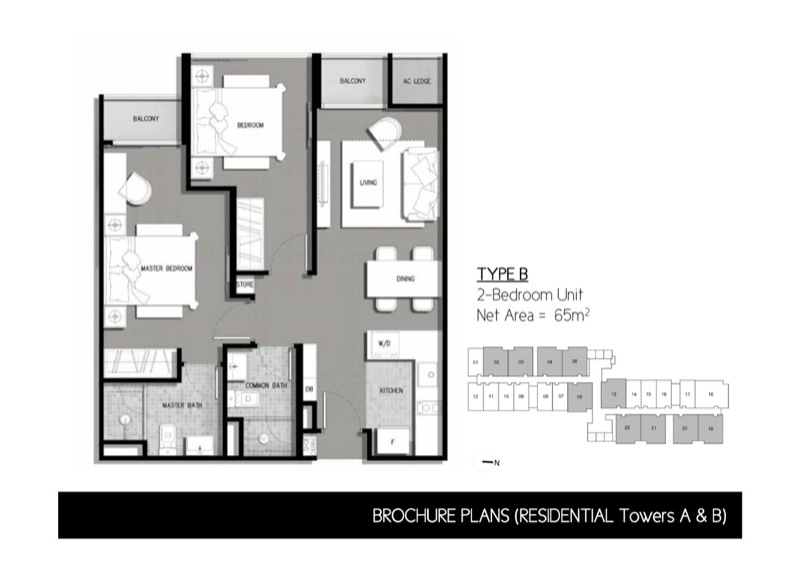 BALCONY
AC LEDGE
BALCONY
BEDROOM
LIVING
MASTER BEDROOM
STORE
DINING
W/D
COMMON BATH
DB
KITCHEN
MASTER BATH
F
TYPE B
2-Bedroom Unit
Net Area = 65m²
01 02 03 04 05
12 11 10 09 08 07 06
13 14 15 16 17 18
22 21 20 19
N
BROCHURE PLANS (RESIDENTIAL Towers A & B)